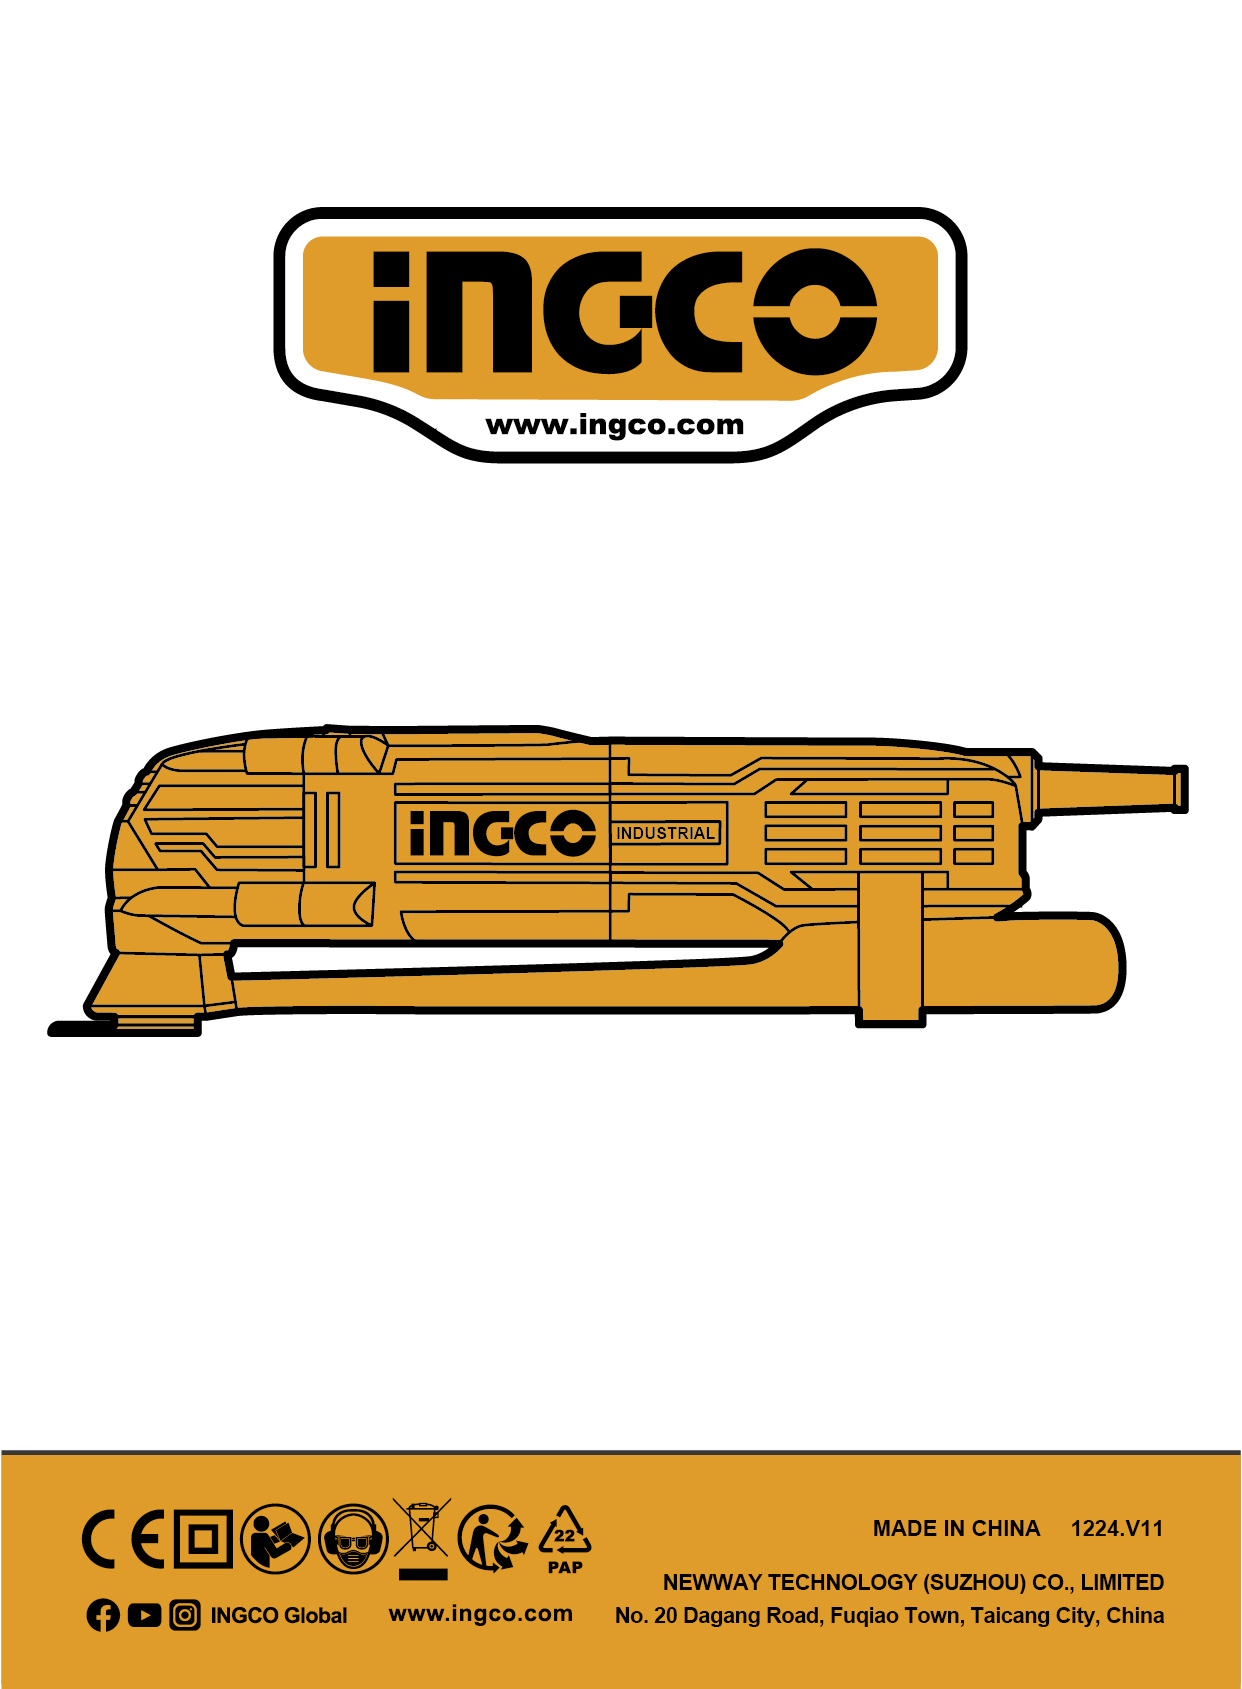 INGCO
www.ingco.com
INGCO INDUSTRIAL
CE
22
PAP
MADE IN CHINA 1224.V11
NEWWAY TECHNOLOGY (SUZHOU) CO., LIMITED
INGCO Global www.ingco.com No. 20 Dagang Road, Fuqiao Town, Taicang City, China